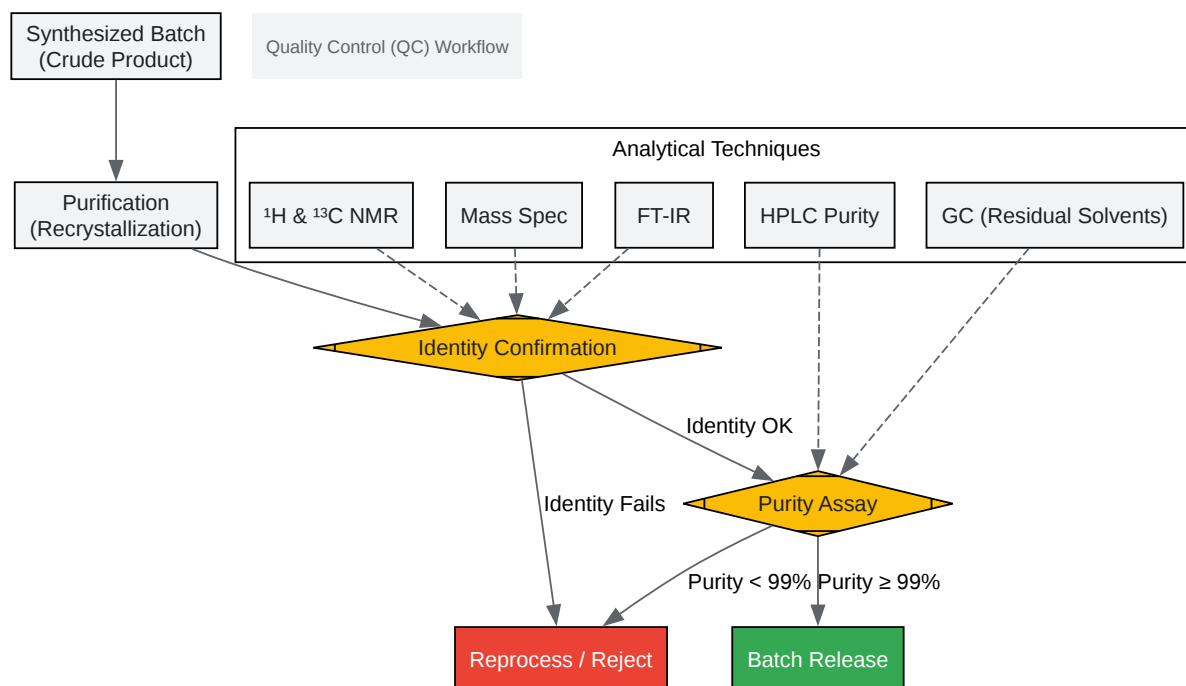 Synthesized Batch
(Crude Product)
Quality Control (QC) Workflow
Analytical Techniques
Purification
(Recrystallization)
¹H & ¹³C NMR
Mass Spec
FT-IR
HPLC Purity
GC (Residual Solvents)
Identity Confirmation
Identity OK
Identity Fails
Purity Assay
Purity < 99%
Purity ≥ 99%
Reprocess / Reject
Batch Release